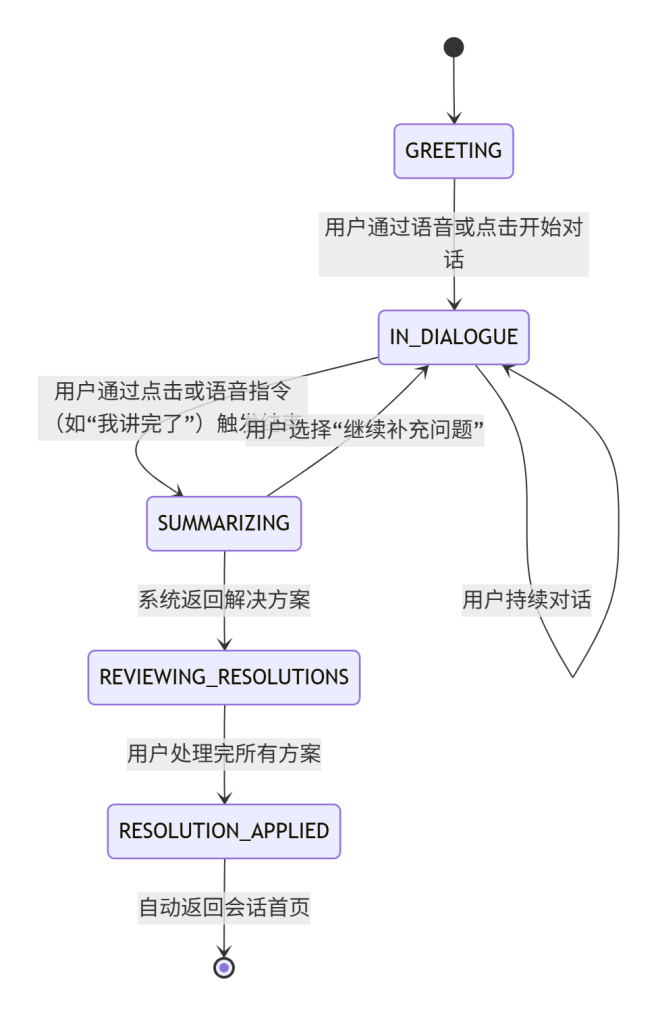 GREETING
用户通过语音或点击开始对
话
IN_DIALOGUE
用户通过点击或语音指令
（如“我讲完了”）触发结束
用户选择“继续补充问题”
SUMMARIZING
用户持续对话
系统返回解决方案
REVIEWING_RESOLUTIONS
用户处理完所有方案
RESOLUTION_APPLIED
自动返回会话首页